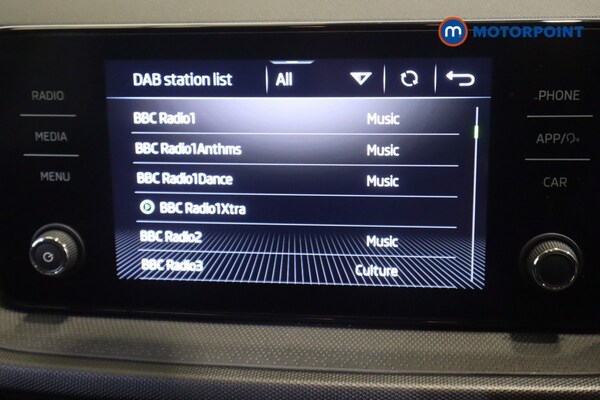 MOTORPOINT
DAB station list All
RADIO
MEDIA
MENU
BBC Radio1 Music
BBC Radio1Anthms Music
BBC Radio1Dance Music
BBC Radio1Xtra
BBC Radio2 Music
BBC Radio3 Culture
PHONE
APP/
CAR